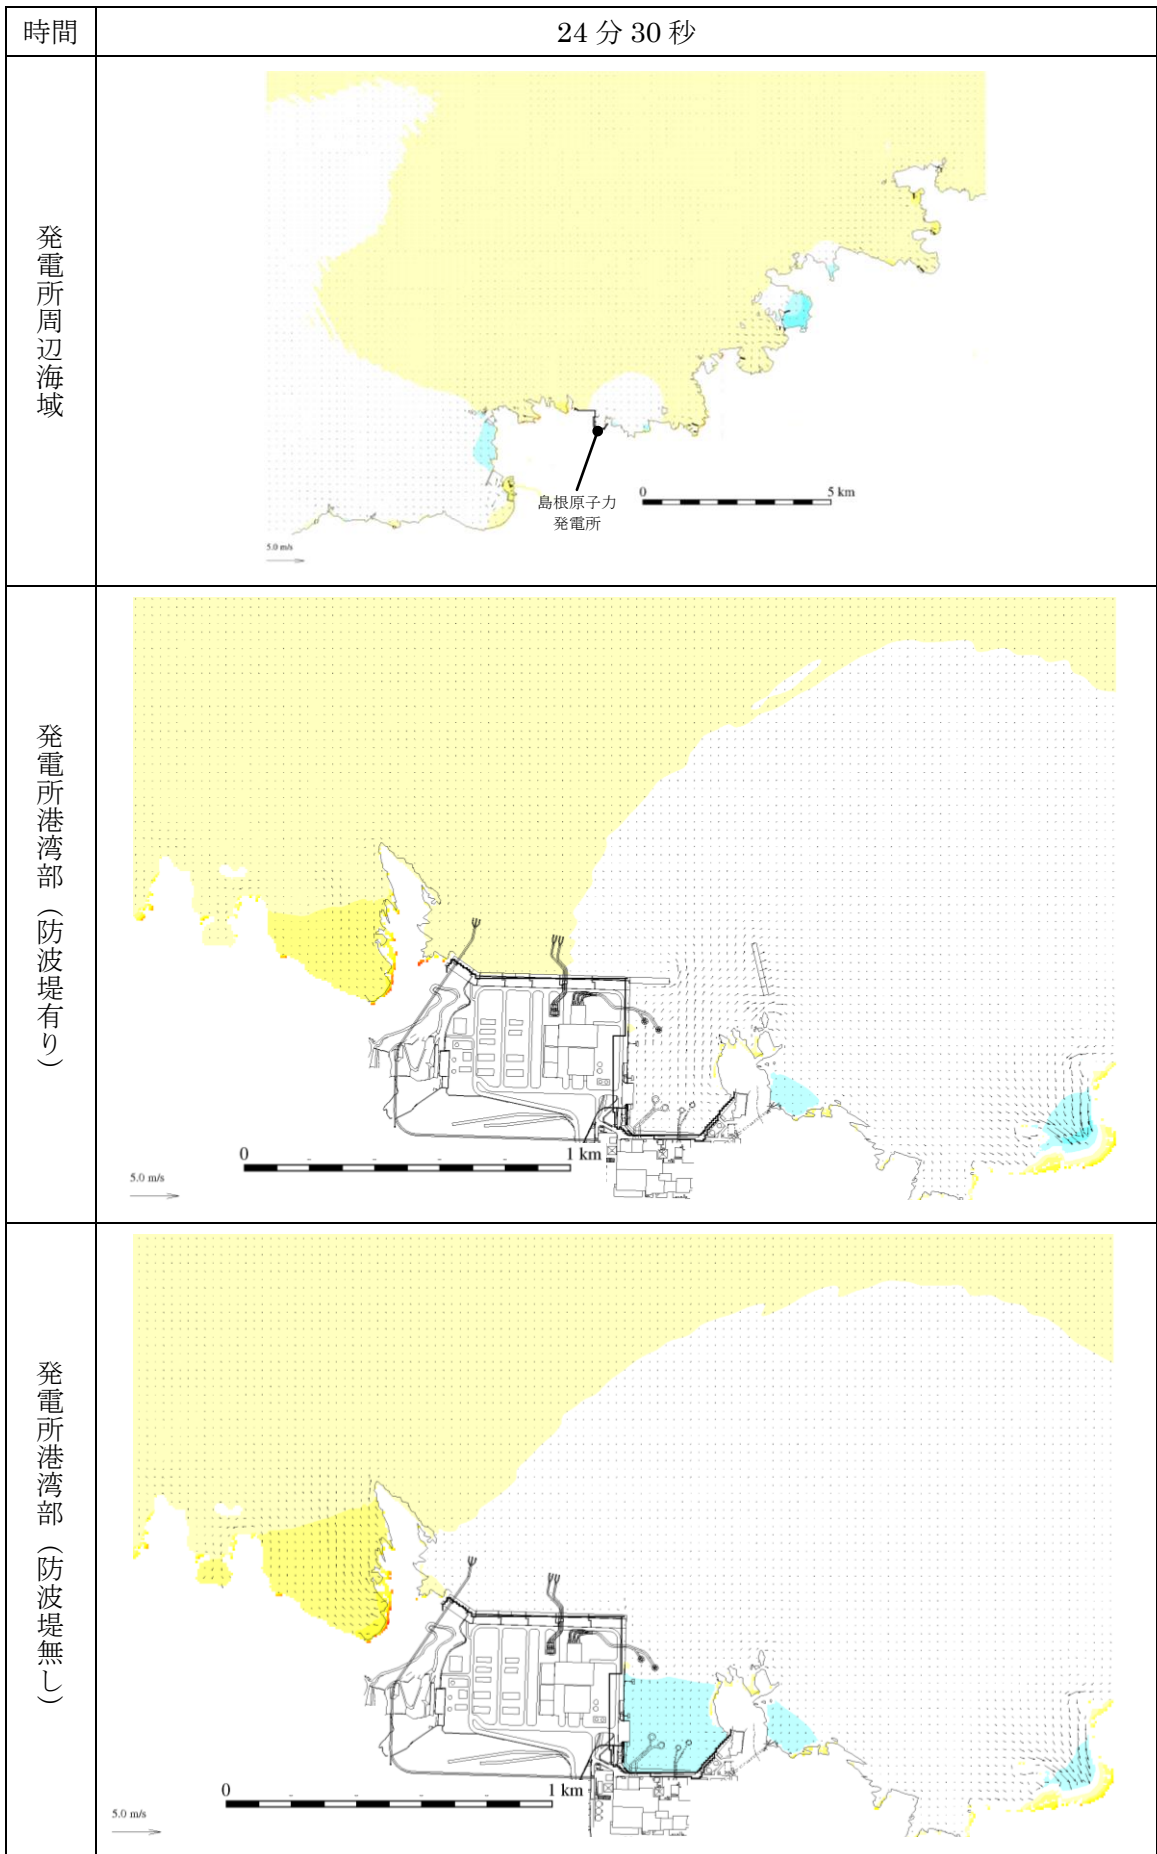 時間
24分30秒
発電所周辺海域
島根原子力
発電所
0 5 km
5.0 m/s
発電所港湾部（防波堤有り）
0 1 km
5.0 m/s
発電所港湾部（防波堤無し）
0 1 km
5.0 m/s